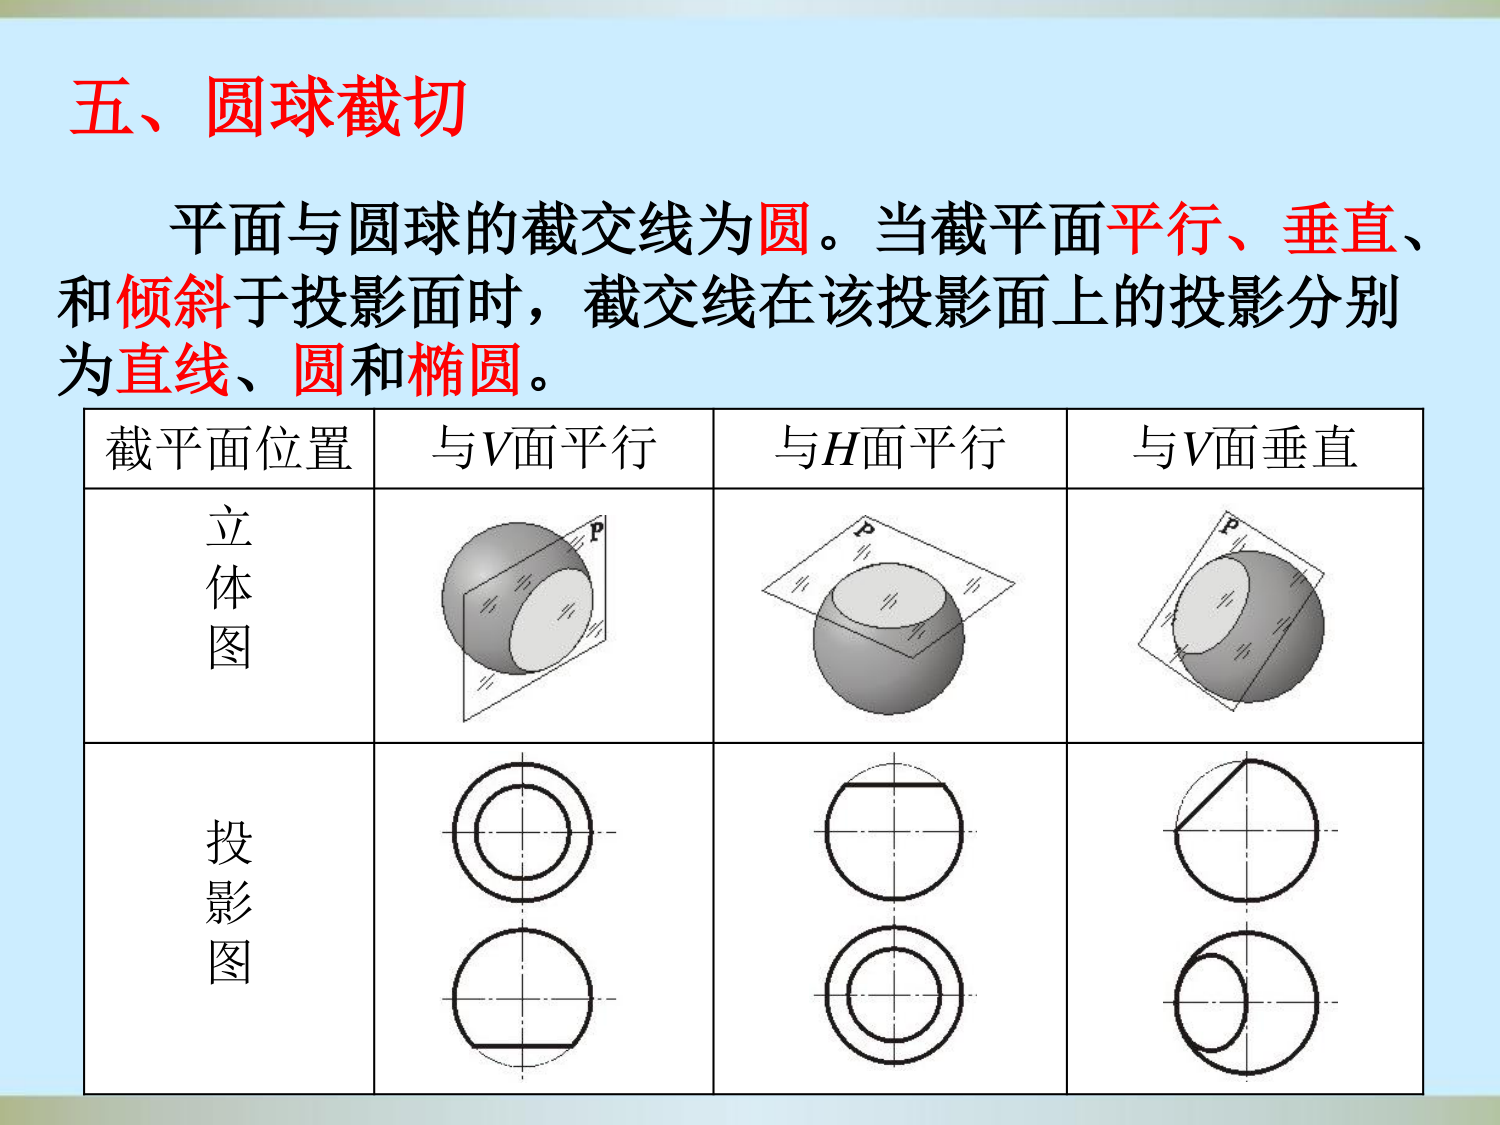 五、圆球截切
平面与圆球的截交线为圆。当截平面平行、垂直、
和倾斜于投影面时，截交线在该投影面上的投影分别
为直线、圆和椭圆。
截平面位置 与V面平行 与H面平行 与V面垂直
立
体
图
P P P
投
影
图